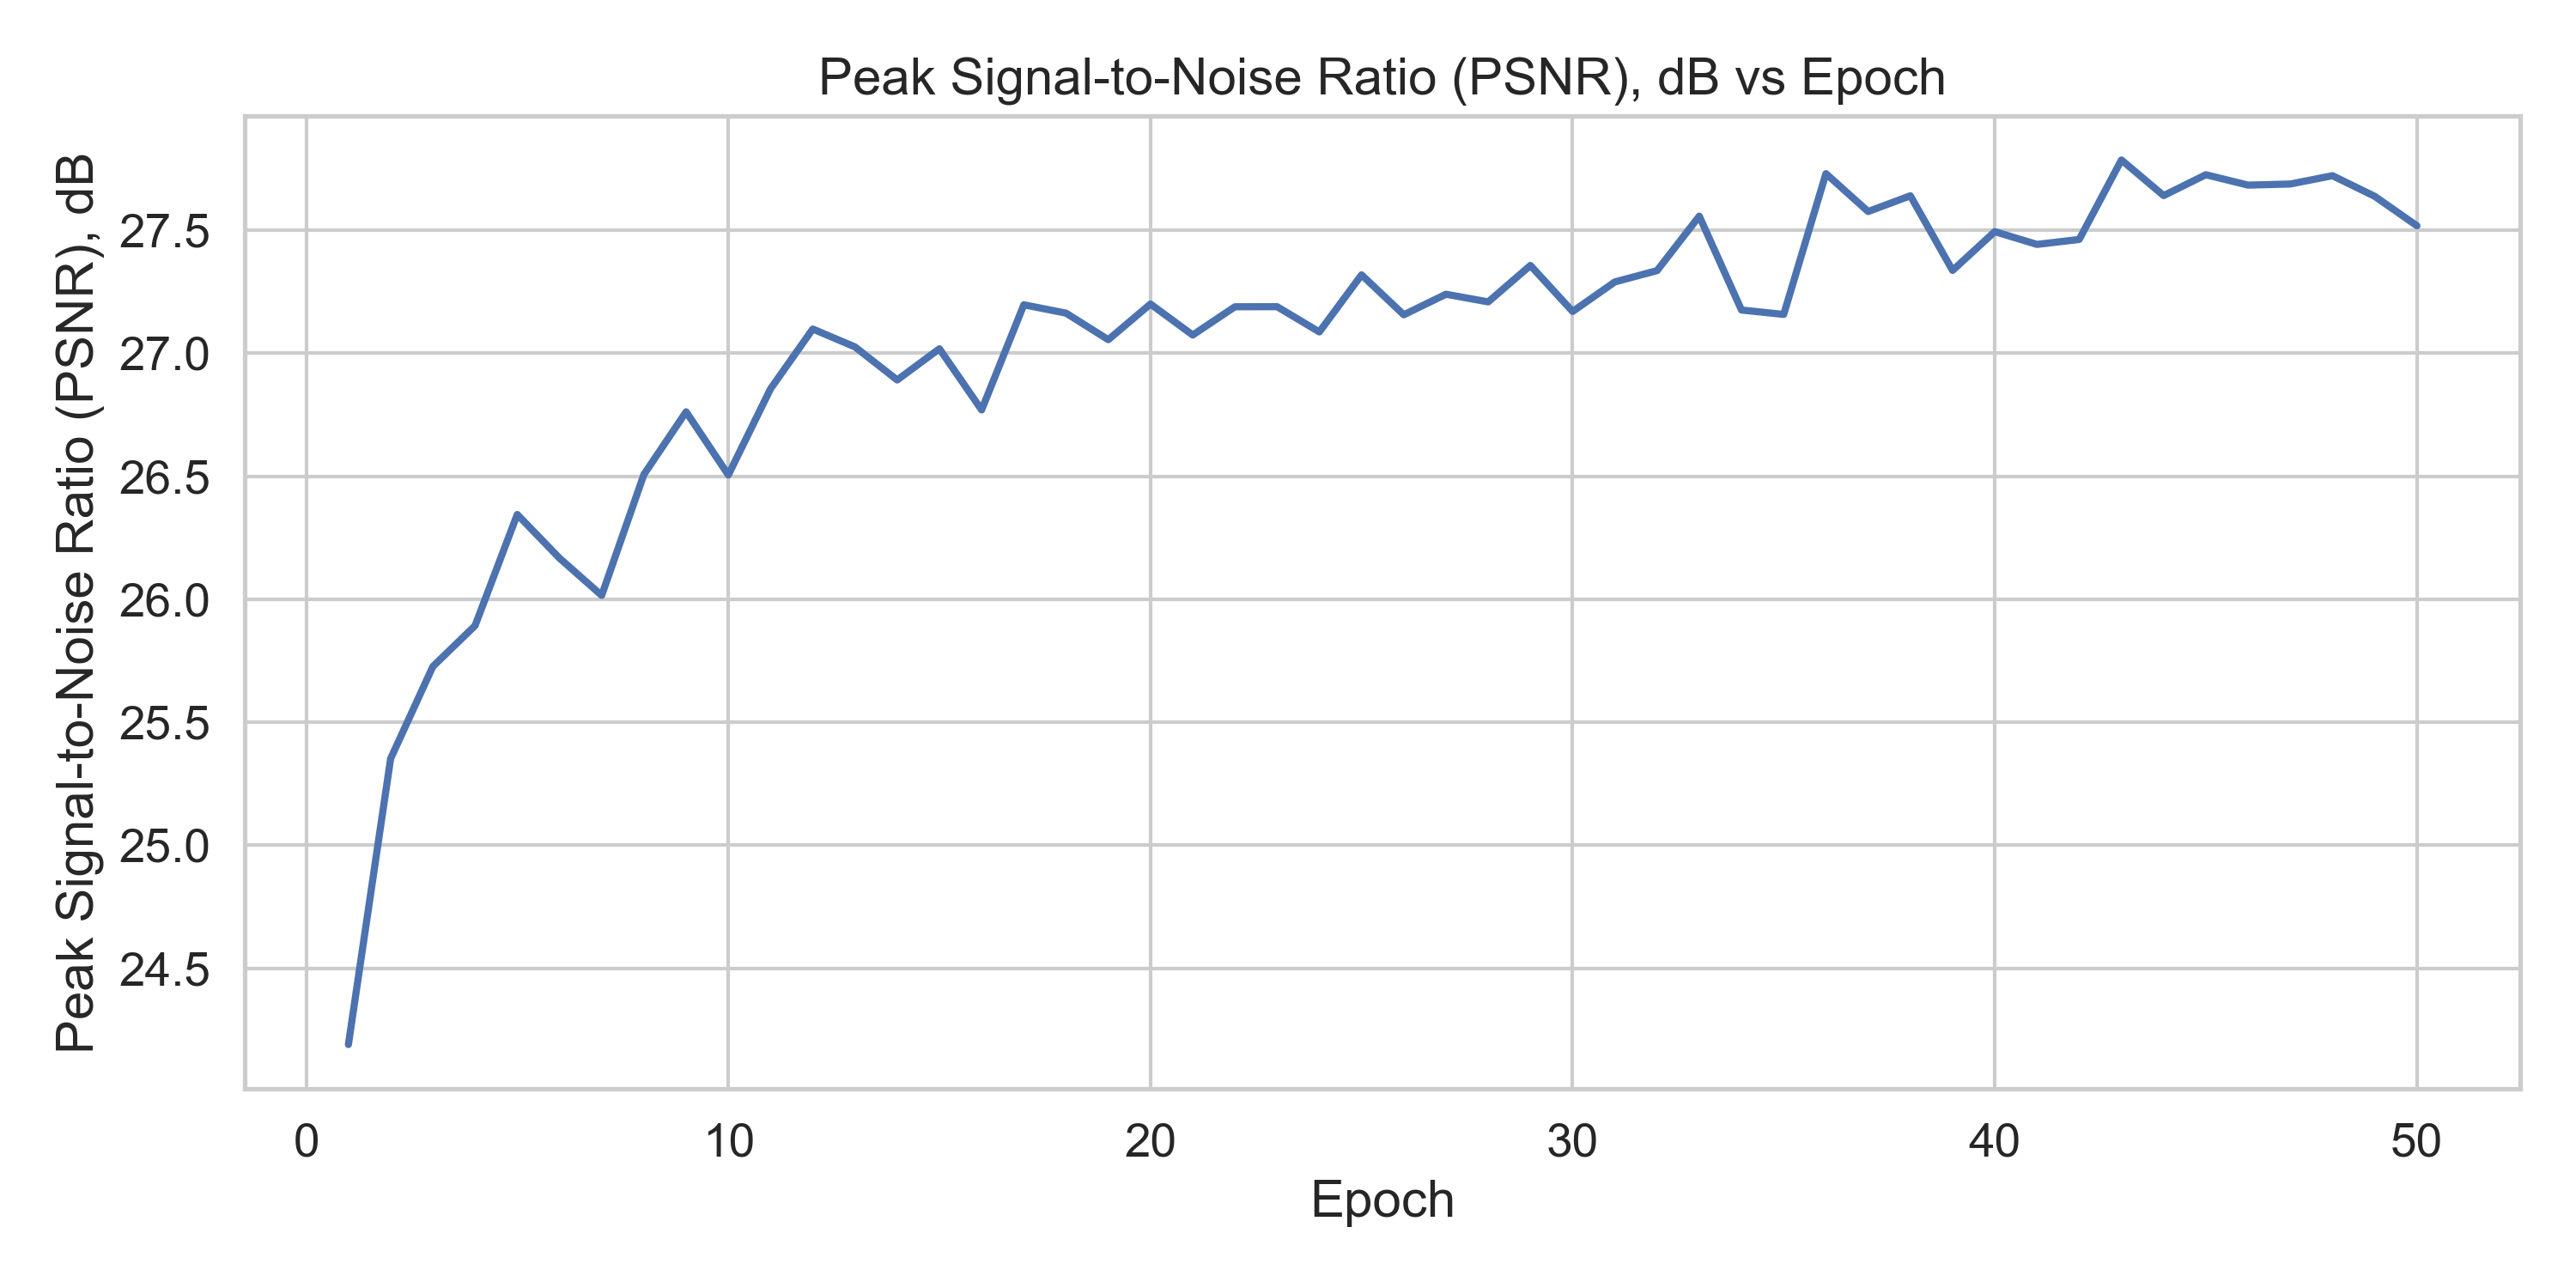 Peak Signal-to-Noise Ratio (PSNR), dB vs Epoch
Peak Signal-to-Noise Ratio (PSNR), dB
27.5
27.0
26.5
26.0
25.5
25.0
24.5
0 10 20 30 40 50
Epoch